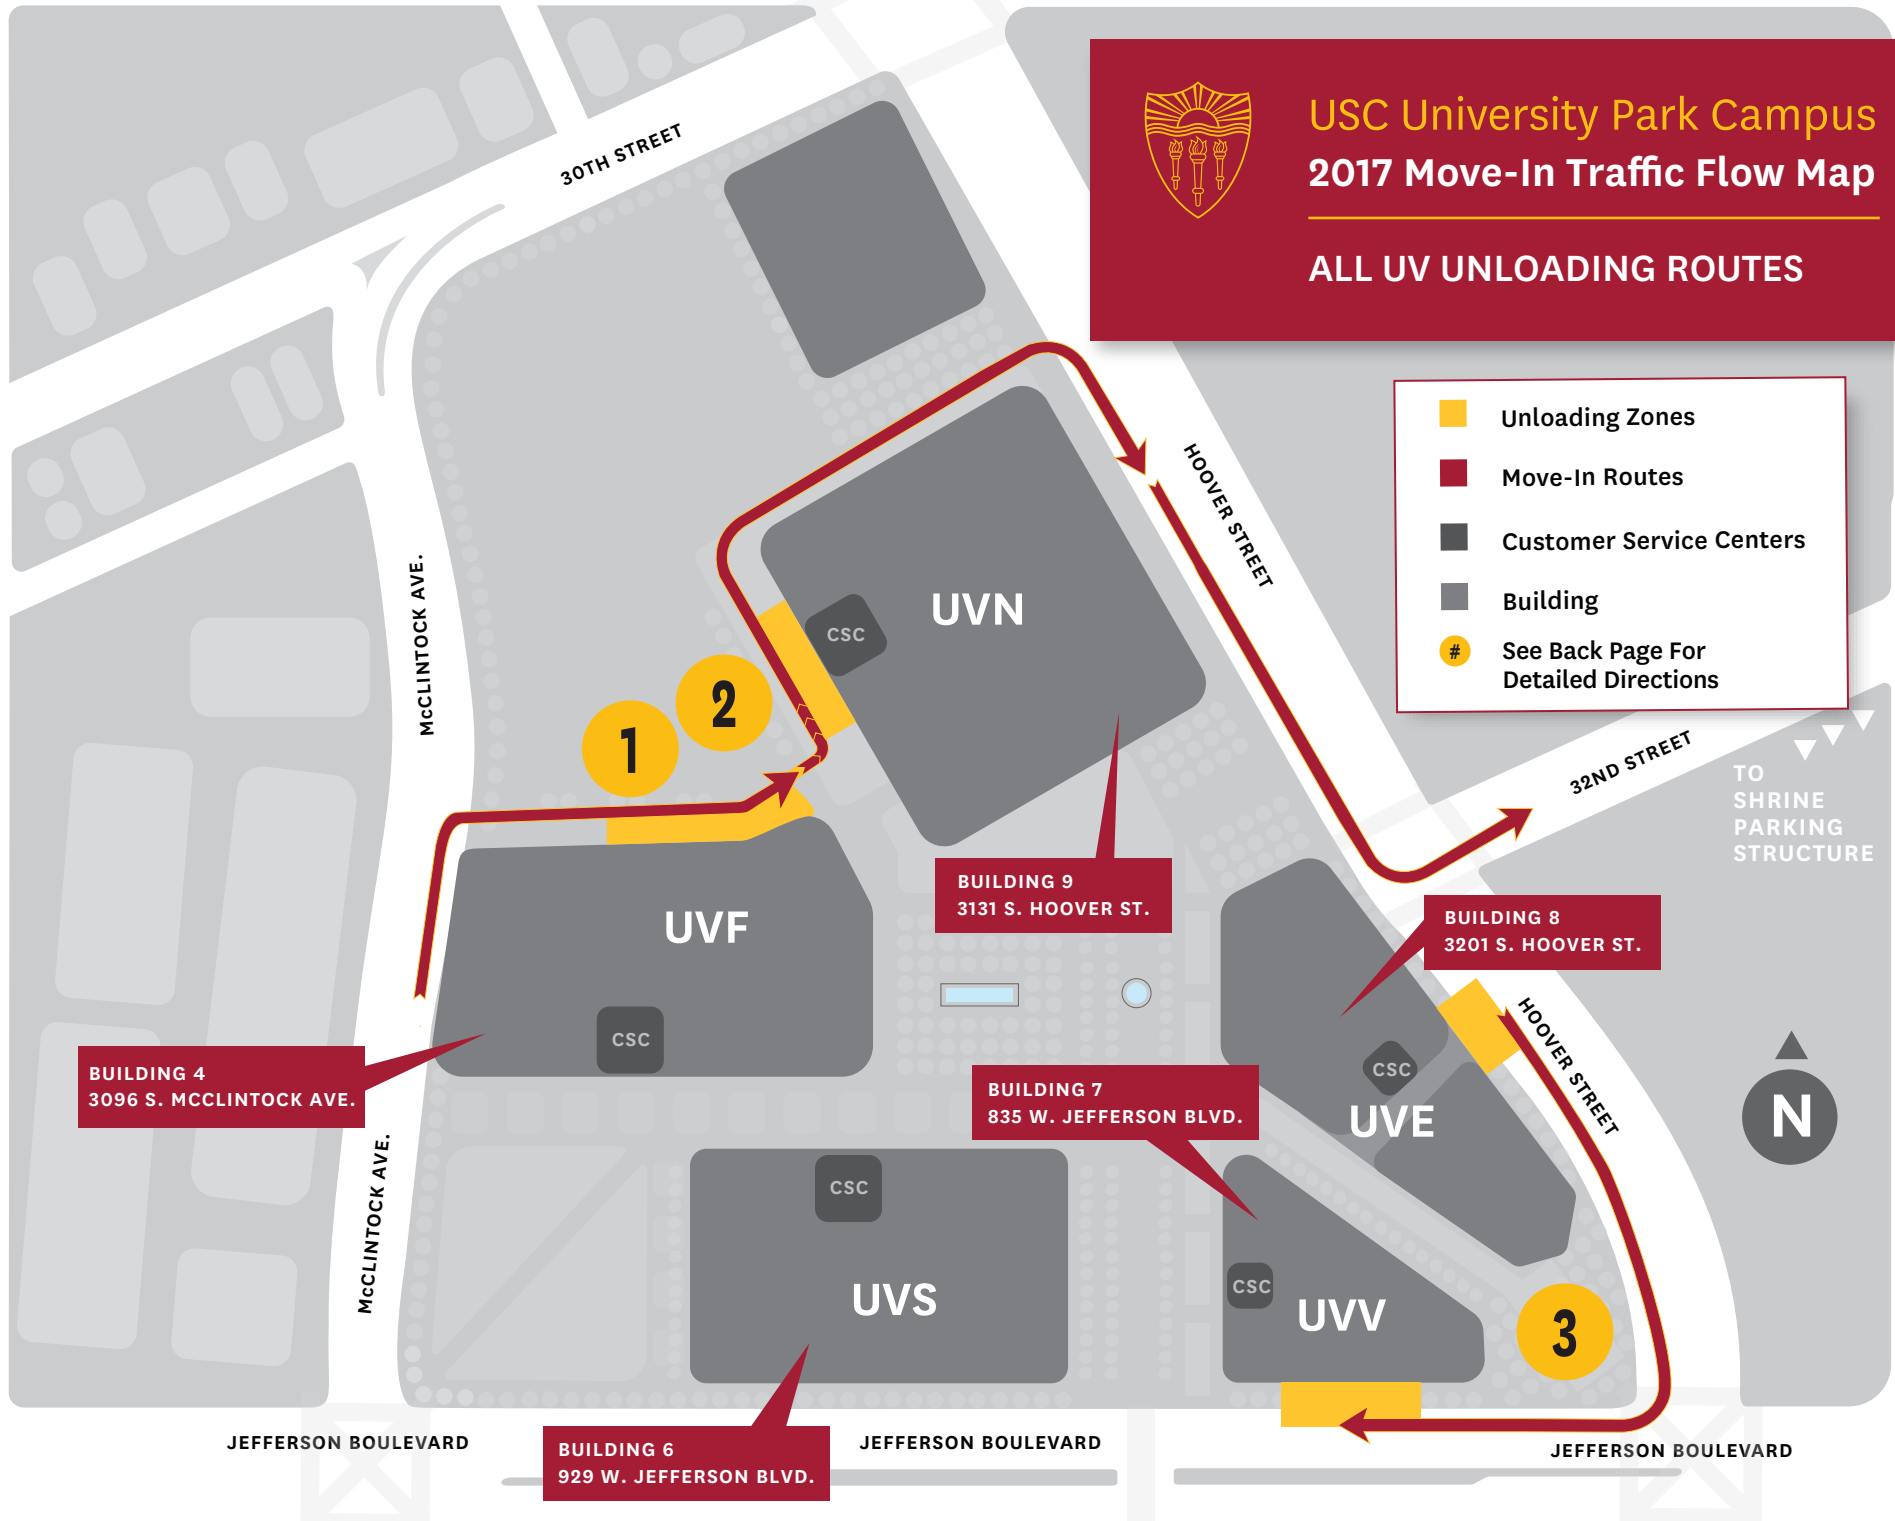 USC University Park Campus
2017 Move-In Traffic Flow Map
ALL UV UNLOADING ROUTES
30TH STREET
Unloading Zones
Move-In Routes
Customer Service Centers
Building
# See Back Page For
Detailed Directions
HOOVER STREET
McCLINTOCK AVE.
UVN
CSC
2
1
32ND STREET
TO
SHRINE
PARKING
STRUCTURE
BUILDING 9
3131 S. HOOVER ST.
UVF
BUILDING 8
3201 S. HOOVER ST.
CSC
HOOVER STREET
BUILDING 4
3096 S. MCCLINTOCK AVE.
CSC
UVE
BUILDING 7
835 W. JEFFERSON BLVD.
N
McCLINTOCK AVE.
CSC
UVS
CSC
UVV
3
JEFFERSON BOULEVARD
BUILDING 6
929 W. JEFFERSON BLVD.
JEFFERSON BOULEVARD
JEFFERSON BOULEVARD